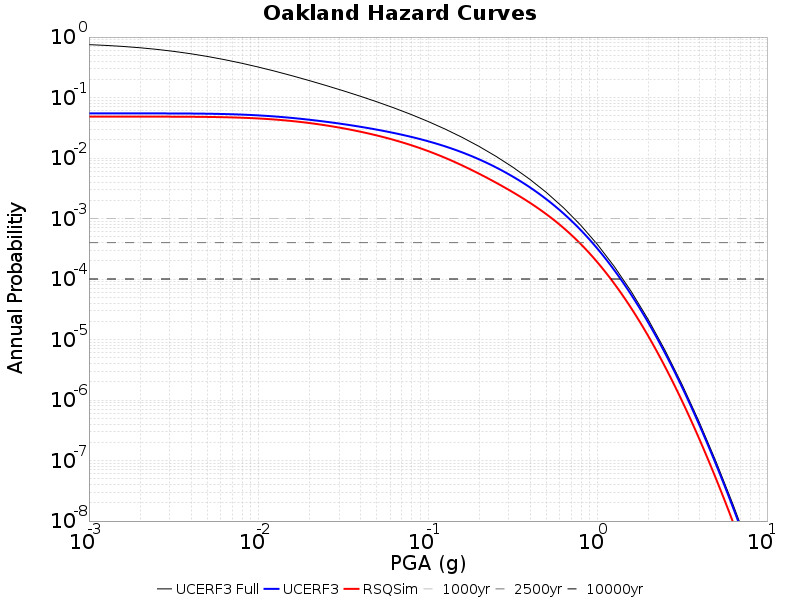 Oakland Hazard Curves
10^0
10^-1
10^-2
10^-3
10^-4
10^-5
10^-6
10^-7
10^-8
Annual Probabilitiy
10^-3 10^-2 10^-1 10^0 10^1
PGA (g)
UCERF3 Full UCERF3 RSQSim 1000yr 2500yr 10000yr